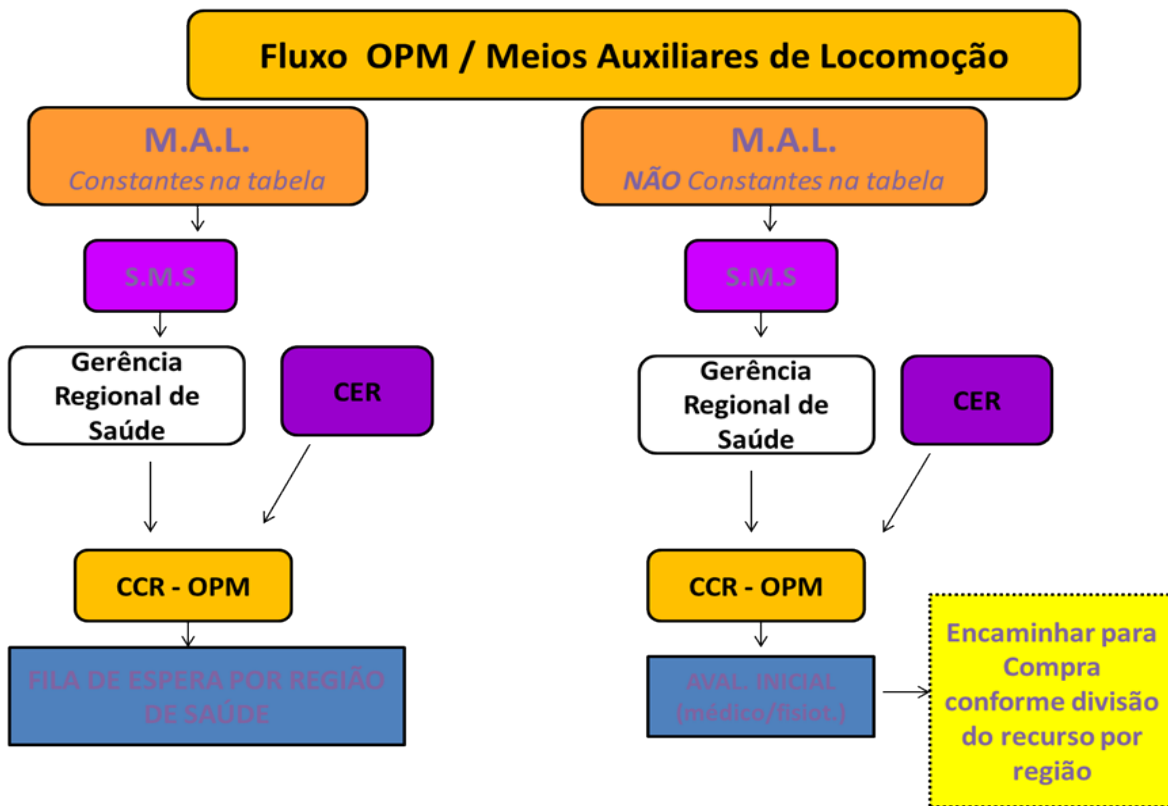 Fluxo OPM / Meios Auxiliares de Locomoção
M.A.L.
Constantes na tabela
S.M.S
Gerência
Regional de
Saúde
CER
CCR - OPM
FILA DE ESPERA POR REGIÃO
DE SAÚDE
M.A.L.
NÃO Constantes na tabela
S.M.S
Gerência
Regional de
Saúde
CER
CCR - OPM
AVAL. INICIAL
(médico/fisiot.)
Encaminhar para
Compra
conforme divisão
do recurso por
região